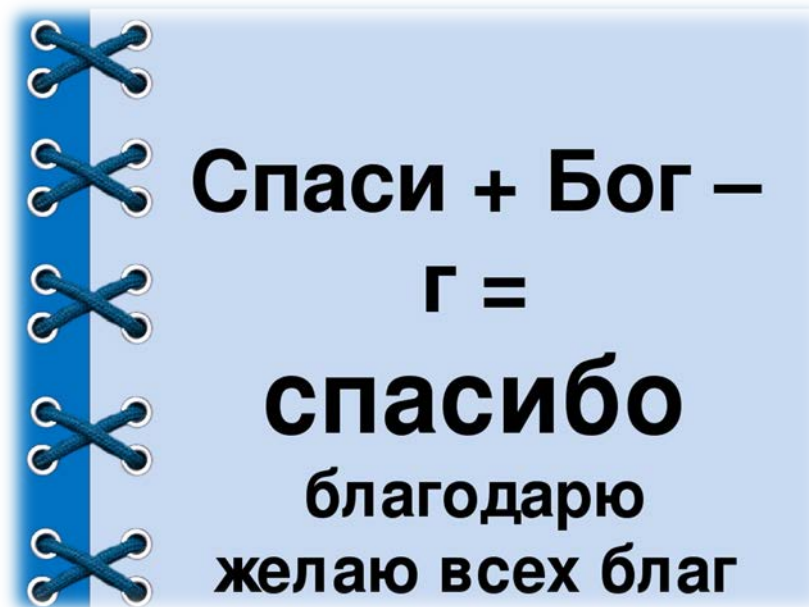 Спаси + Бог –
г =
спасибо
благодарю
желаю всех благ